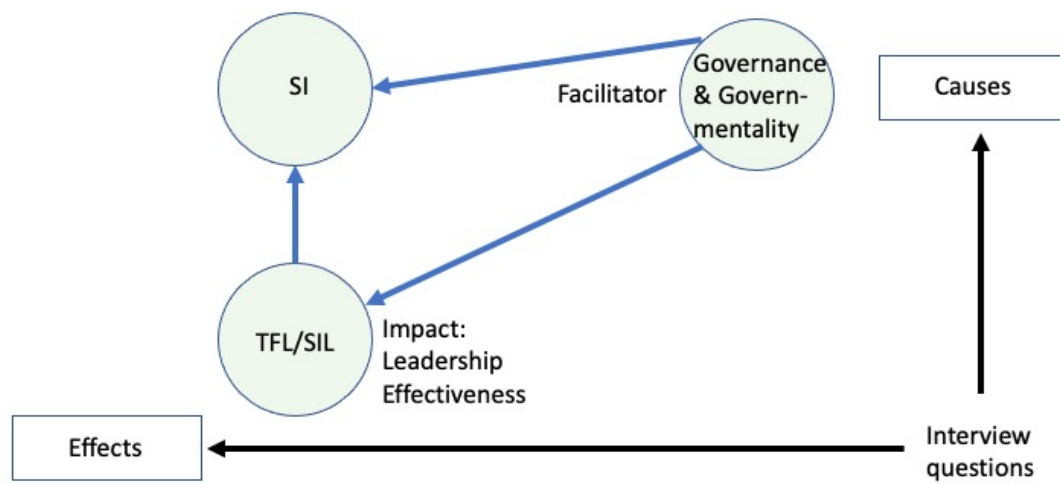 SI
Facilitator
Governance
& Govern-
mentality
Causes
TFL/SIL
Impact:
Leadership
Effectiveness
Effects
Interview
questions